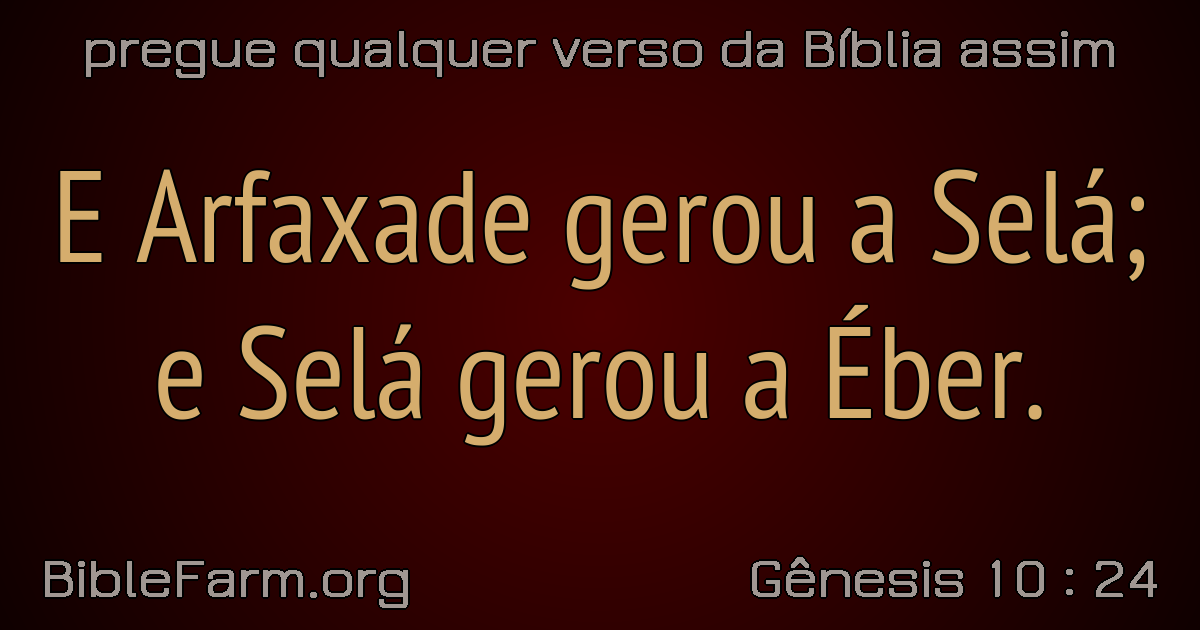 pregue qualquer verso da Bíblia assim
E Arfaxade gerou a Selá;
e Selá gerou a Éber.
BibleFarm.org
Gênesis 10 : 24